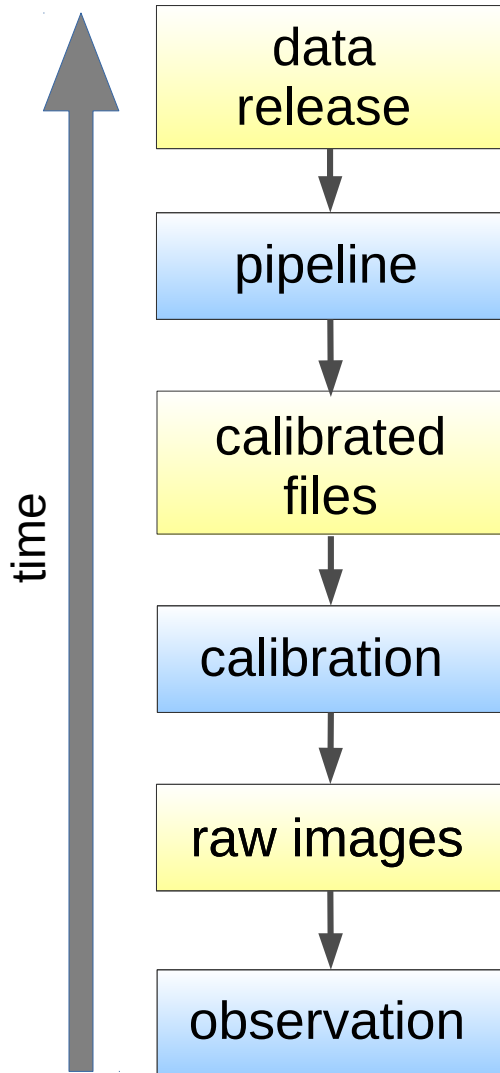 data
release
pipeline
calibrated
files
time
calibration
raw images
observation